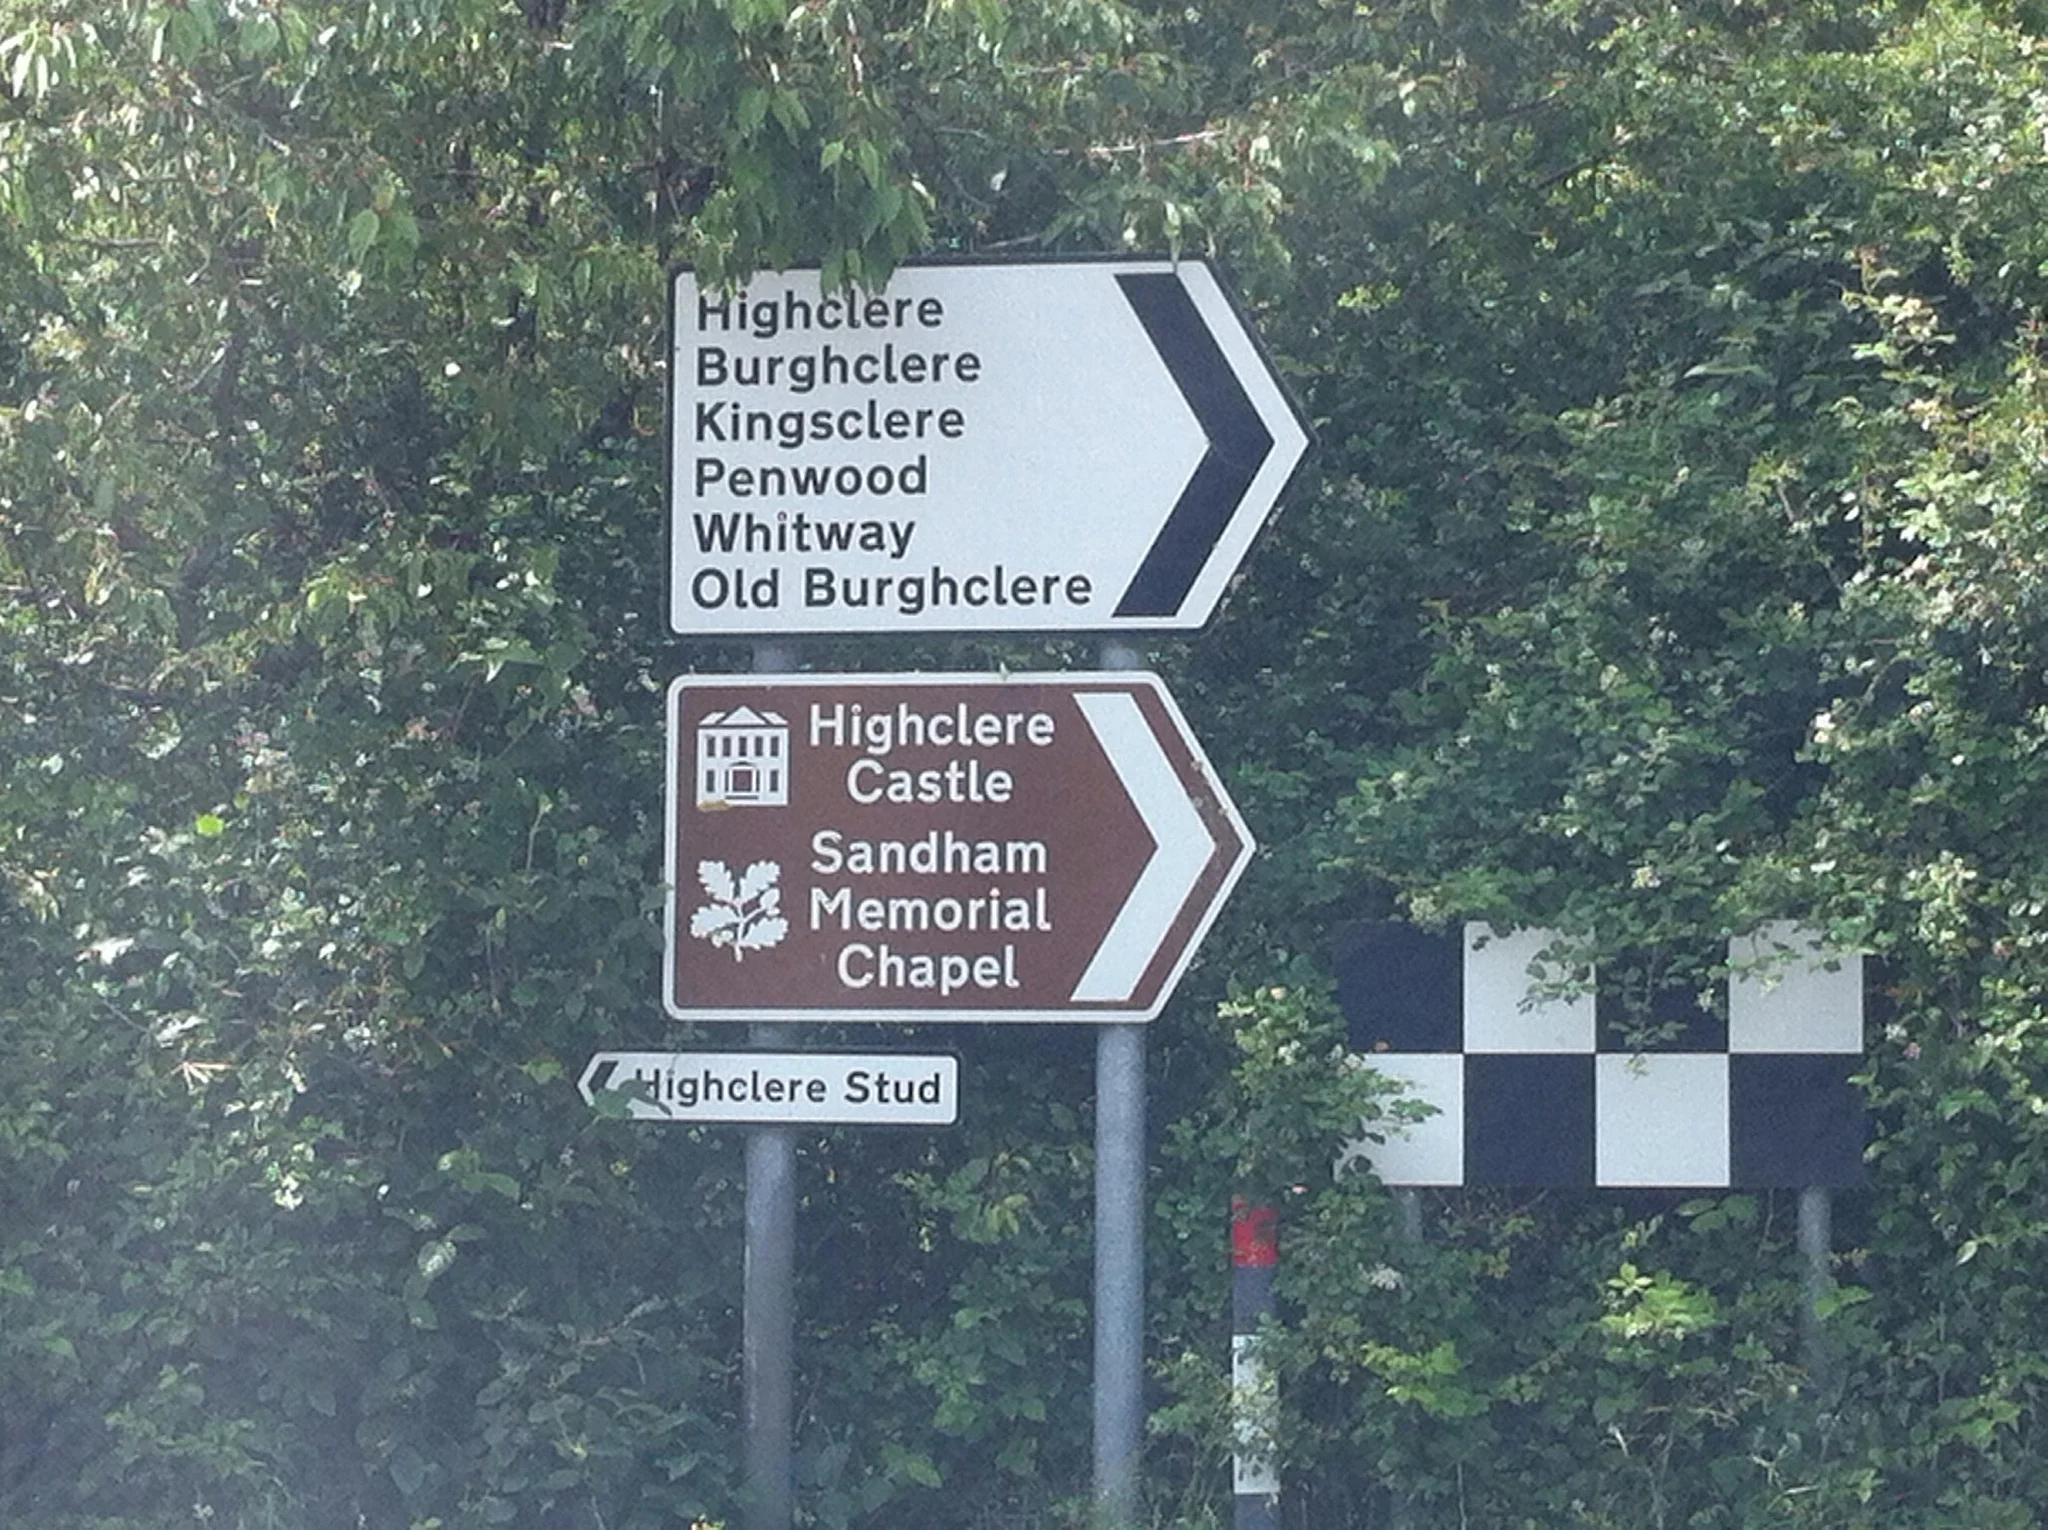 Highclere
Burghclere
Kingsclere
Penwood
Whitway
Old Burghclere
Highclere
Castle
Sandham
Memorial
Chapel
Highclere Stud